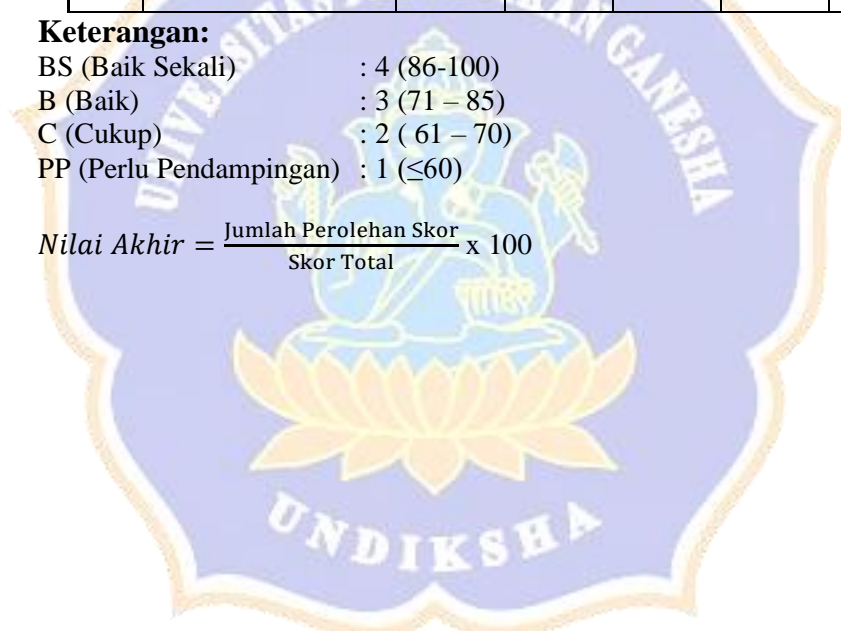 Keterangan:
BS (Baik Sekali) : 4 (86-100)
B (Baik) : 3 (71 – 85)
C (Cukup) : 2 ( 61 – 70)
PP (Perlu Pendampingan) : 1 (≤60)
Nilai Akhir = Jumlah Perolehan Skor / Skor Total x 100
GANESHA
UNDIKSHA